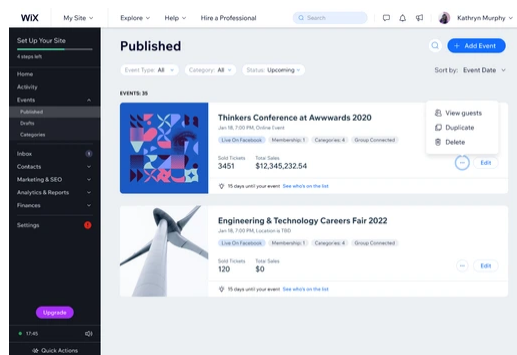 WiX
My Site
Explore
Help
Hire a Professional
Search
Kathryn Murphy
Set Up Your Site
4 steps left
Home
Activity
Events
Published
Drafts
Categories
Inbox
Contacts
Marketing & SEO
Analytics & Reports
Finances
Settings
Upgrade
17:45
Quick Actions
Published
+ Add Event
Event Type: All
Category: All
Status: Upcoming
Sort by: Event Date
EVENTS: 35
Thinkers Conference at Awwwards 2020
Jan 18, 7:00 PM, Online Event
Live On Facebook
Membership: 1
Categories: 4
Group Connected
Sold Tickets
3451
Total Sales
$12,345,232.54
15 days until your event
See who's on the list
View guests
Duplicate
Delete
Edit
Engineering & Technology Careers Fair 2022
Jan 18, 7:00 PM, Location is TBD
Live On Facebook
Membership: 1
Categories: 4
Group Connected
Sold Tickets
120
Total Sales
$0
15 days until your event
See who's on the list
Edit